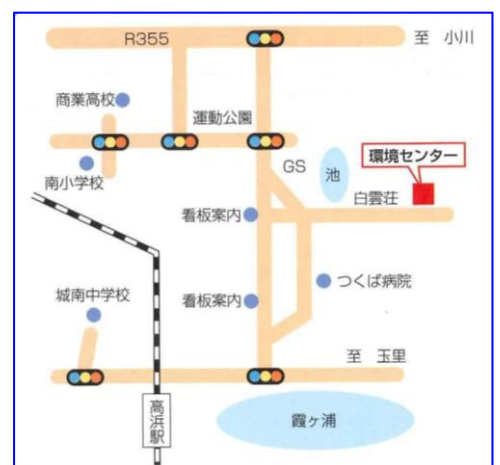 R355
至 小川
商業高校
運動公園
環境センター
GS
池
南小学校
白雲荘
看板案内
つくば病院
城南中学校
看板案内
至 玉里
高浜駅
霞ヶ浦